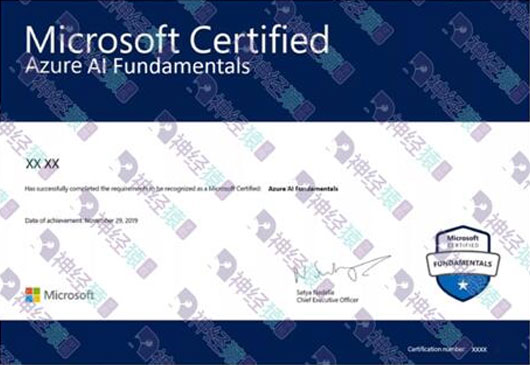 Microsoft Certified
Azure AI Fundamentals
XX XX
Has successfully completed the requirements to be recognized as a Microsoft Certified: Azure AI Fundamentals
Date of achievement: November 29, 2019
Microsoft
CERTIFIED
FUNDAMENTALS
Satya Nadella
Chief Executive Officer
Microsoft
Certification number: XXXX
神经猿